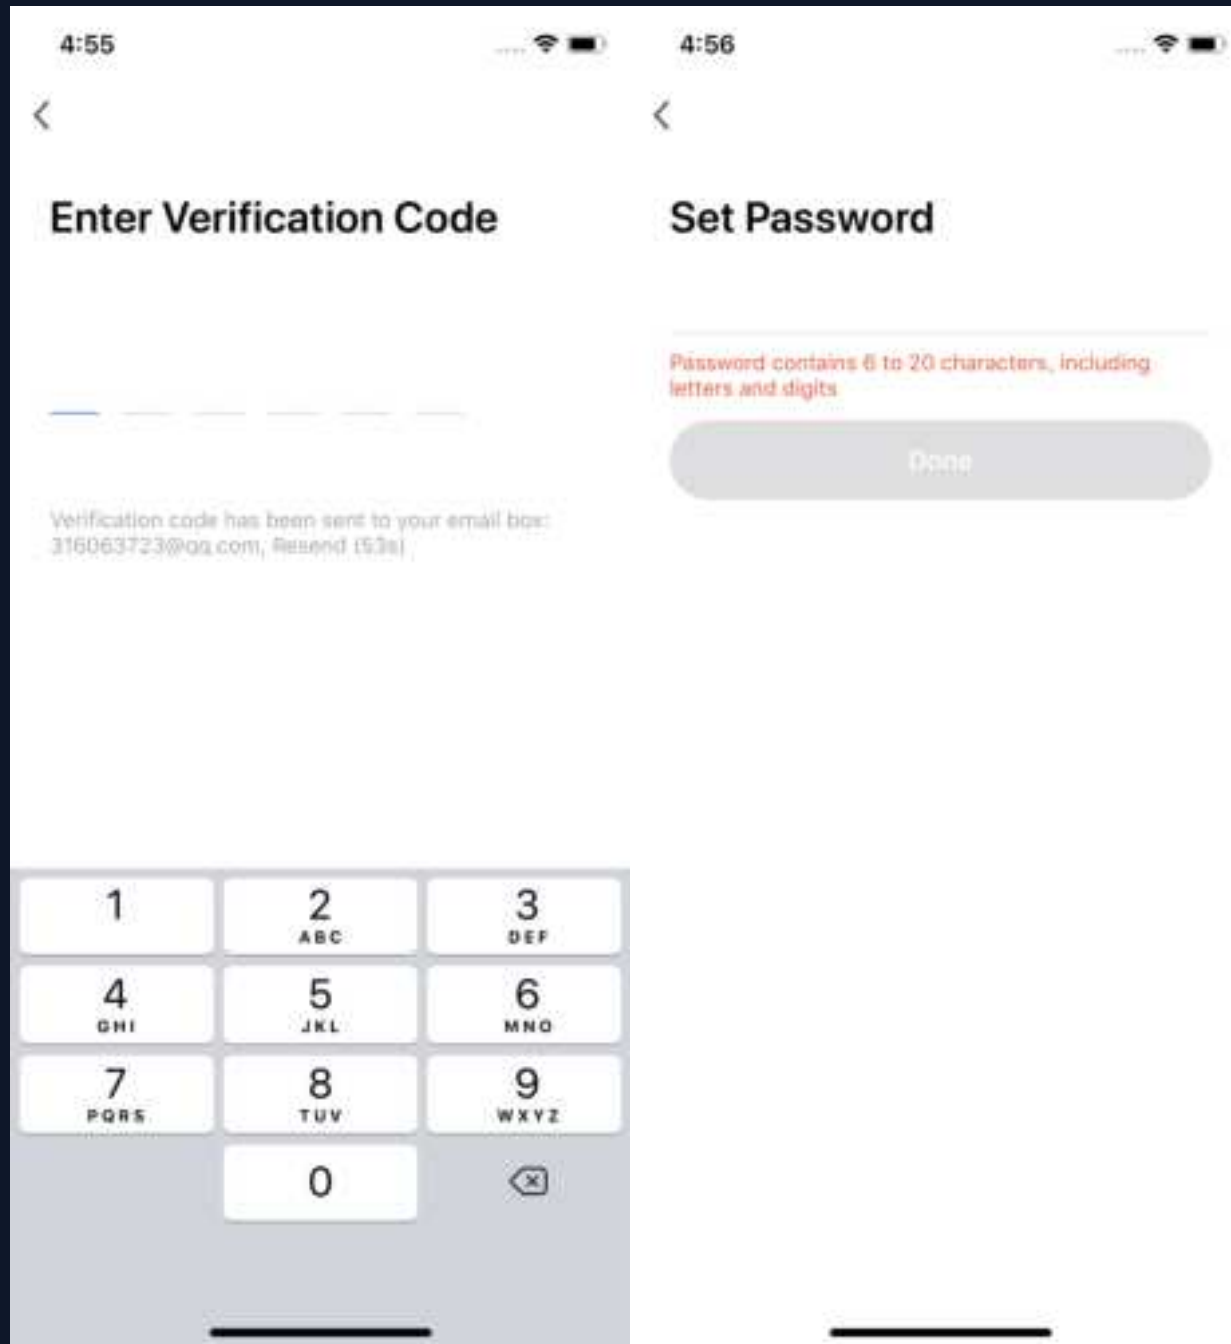 4:55
Enter Verification Code
Verification code has been sent to your email box:
316063723@qq.com, Resend (53s)
1
2
ABC
3
DEF
4
GHI
5
JKL
6
MNO
7
PQRS
8
TUV
9
WXYZ
0
4:56
Set Password
Password contains 6 to 20 characters, including
letters and digits
Done